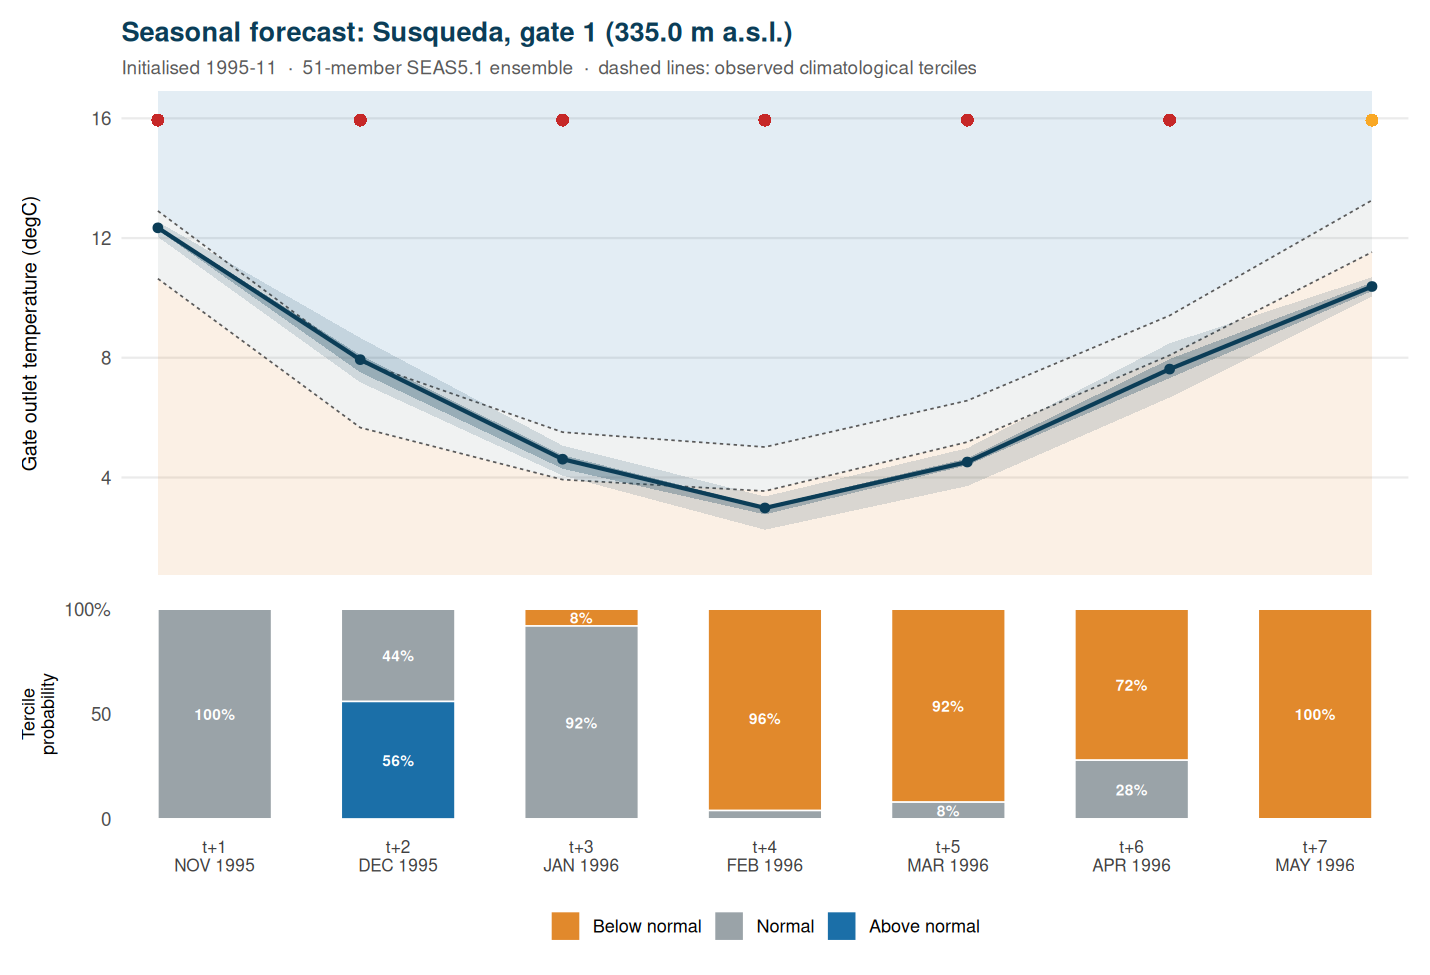 Seasonal forecast: Susqueda, gate 1 (335.0 m a.s.l.)
Initialised 1995-11 · 51-member SEAS5.1 ensemble · dashed lines: observed climatological terciles
Gate outlet temperature (degC)
16
12
8
4
Tercile
probability
100%
50
0
100%
44%
56%
8%
92%
96%
92%
8%
72%
28%
100%
t+1
NOV 1995
t+2
DEC 1995
t+3
JAN 1996
t+4
FEB 1996
t+5
MAR 1996
t+6
APR 1996
t+7
MAY 1996
Below normal
Normal
Above normal